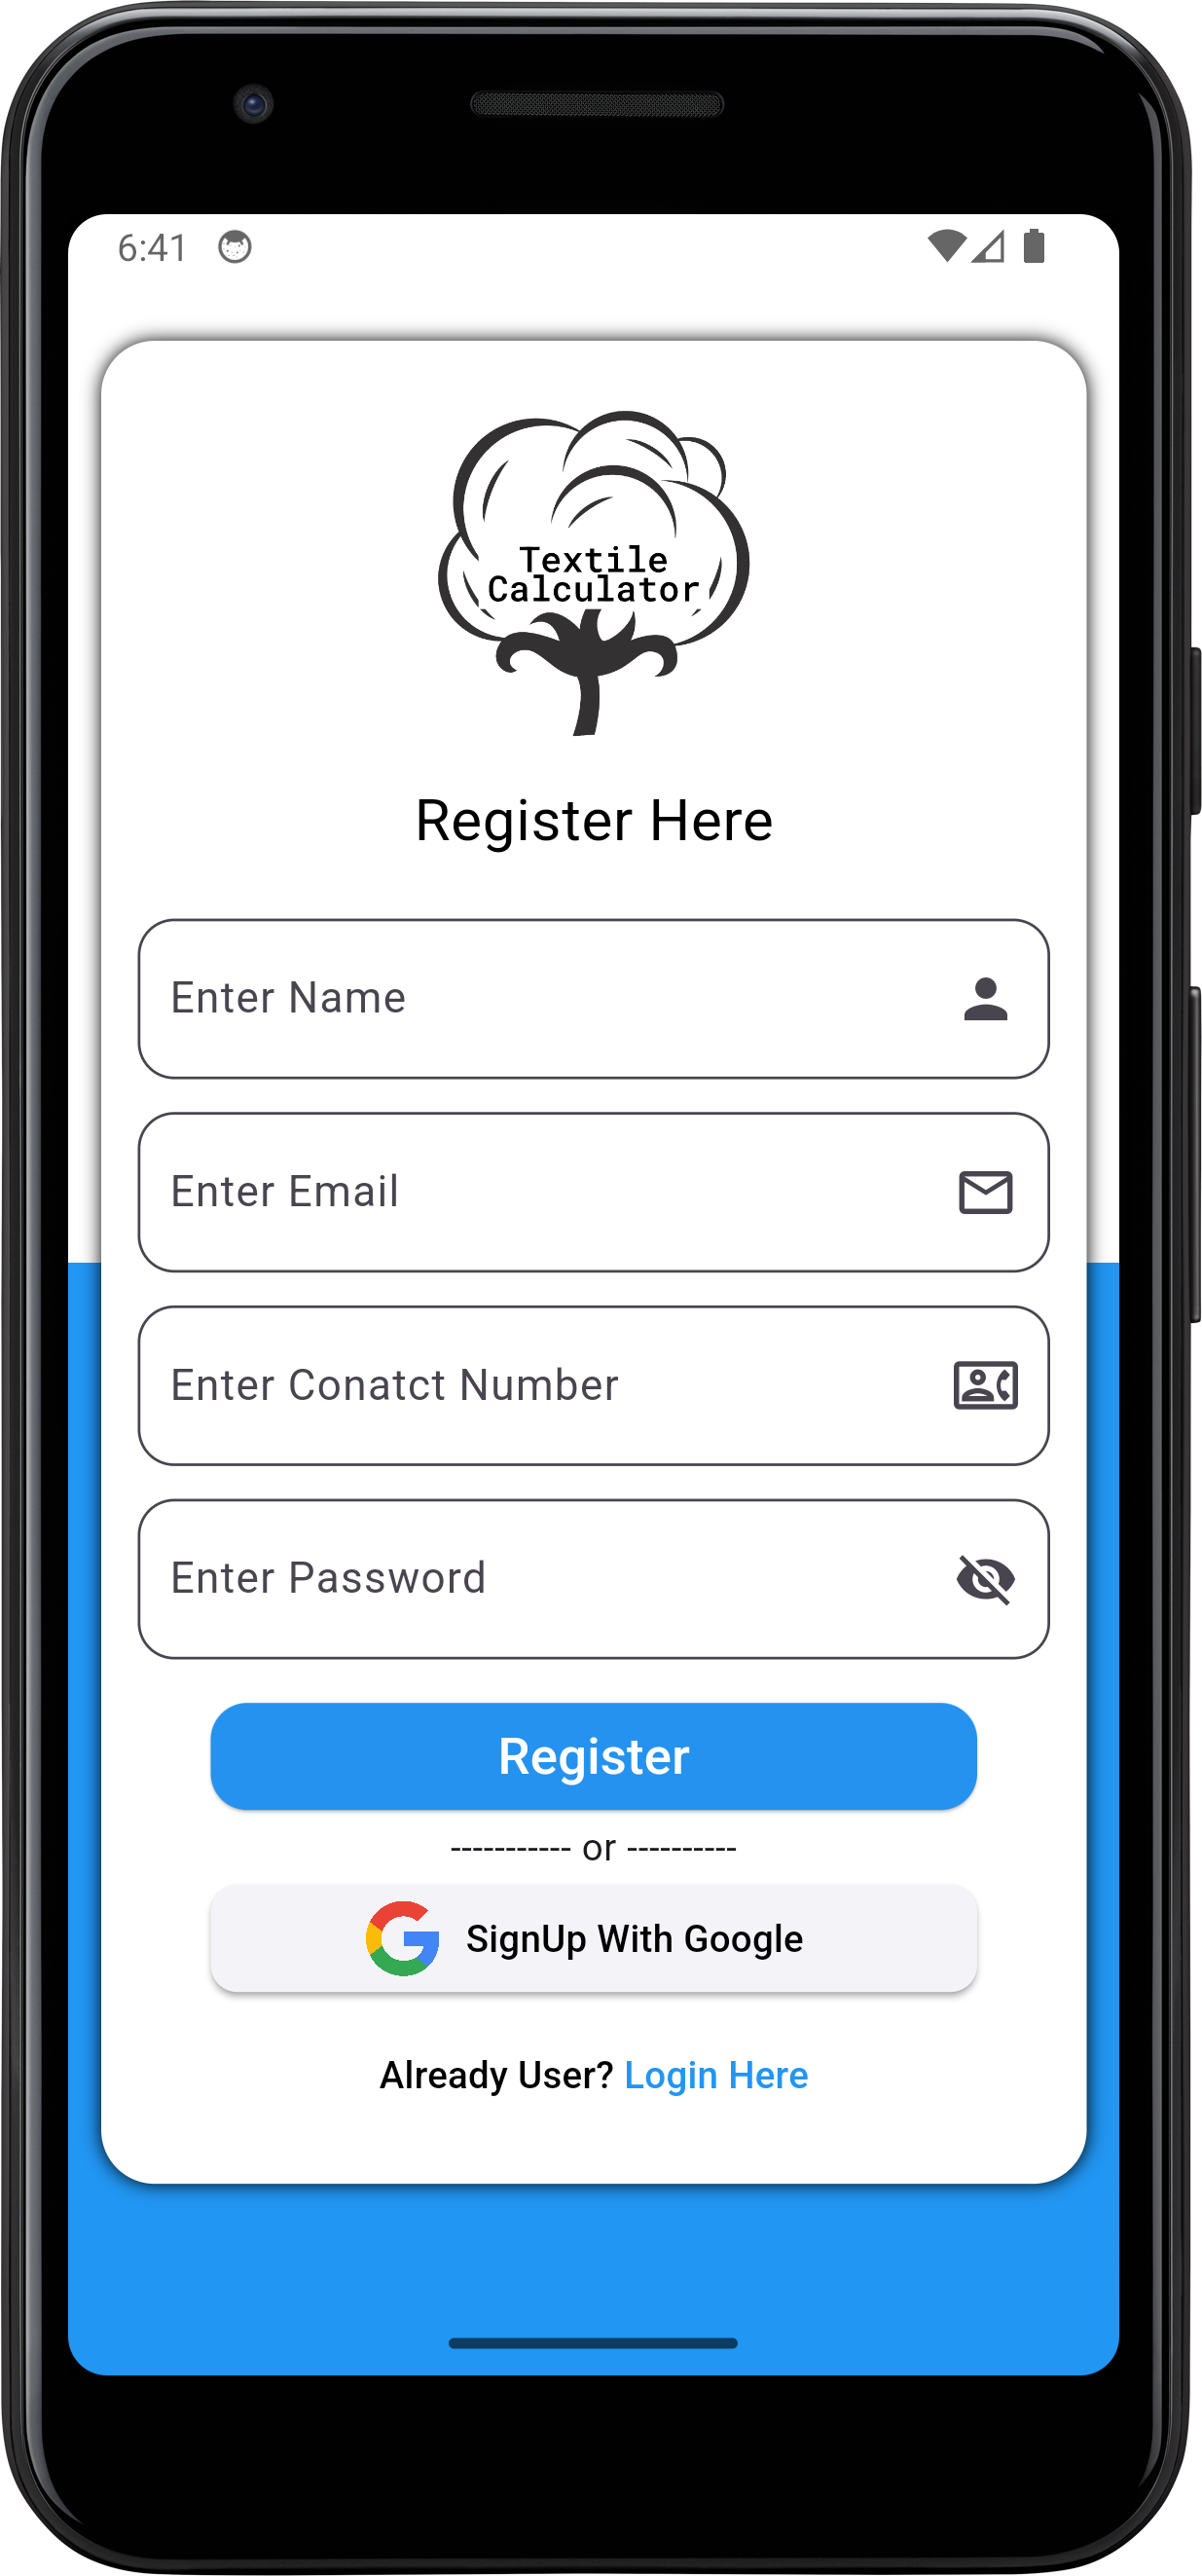 6:41
Textile
Calculator
Register Here
Enter Name
Enter Email
Enter Conatct Number
Enter Password
Register
----------- or ----------
SignUp With Google
Already User? Login Here